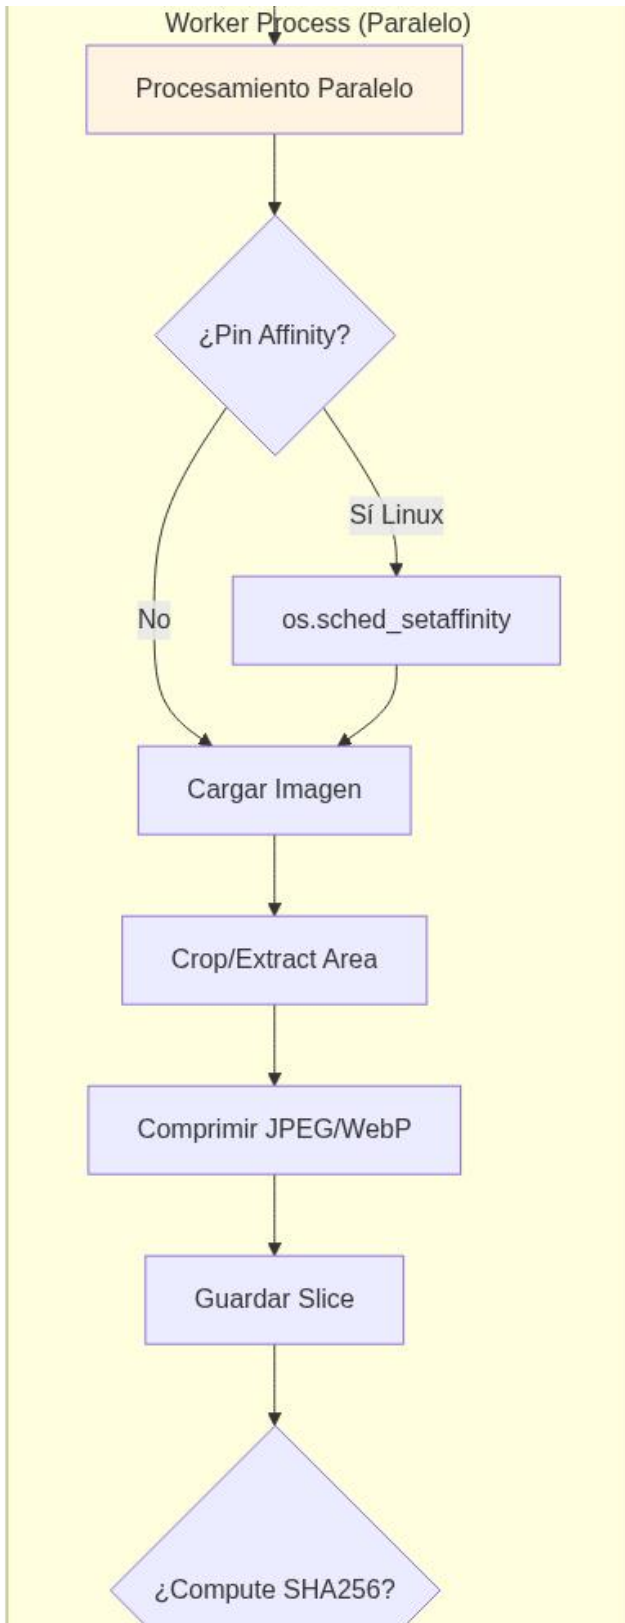 Worker Process (Paralelo)
Procesamiento Paralelo
¿Pin Affinity?
Sí Linux
No
os.sched_setaffinity
Cargar Imagen
Crop/Extract Area
Comprimir JPEG/WebP
Guardar Slice
¿Compute SHA256?